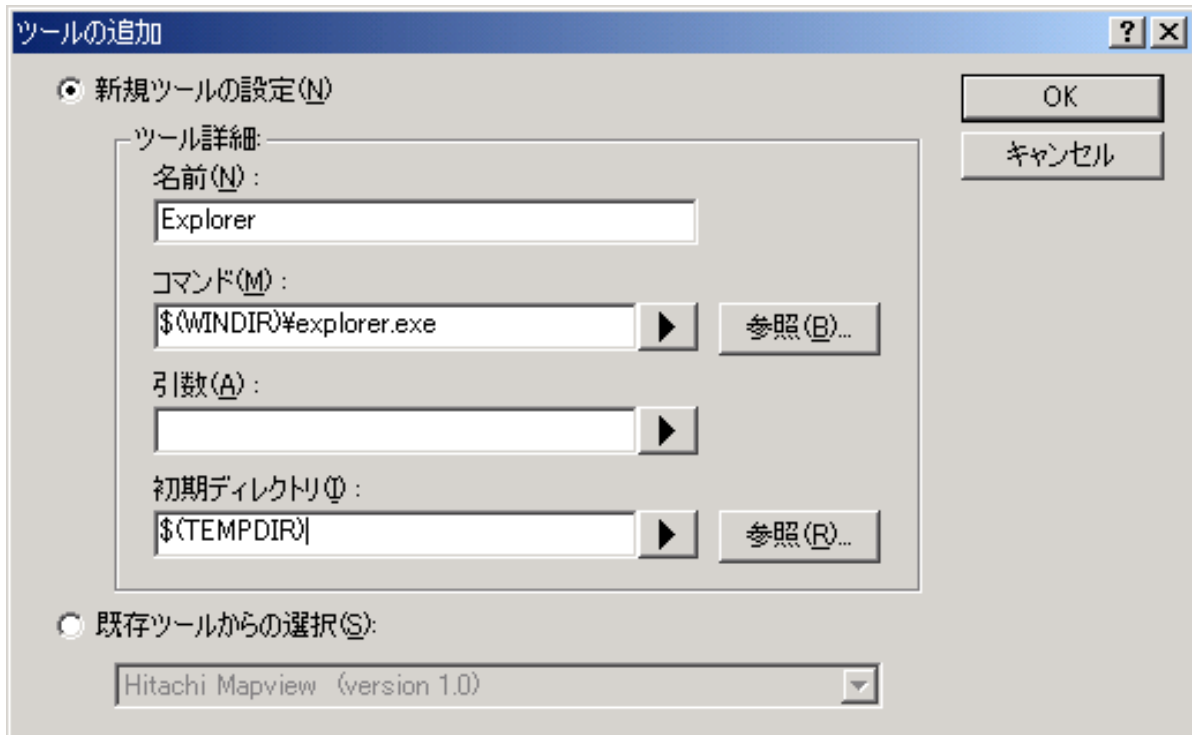 ツールの追加
新規ツールの設定(N)
OK
ツール詳細:
キャンセル
名前(N) :
Explorer
コマンド(M) :
$(WINDIR)¥explorer.exe
参照(B)...
引数(A) :
初期ディレクトリ(I) :
$(TEMPDIR)
参照(R)...
既存ツールからの選択(S):
Hitachi Mapview (version 1.0)